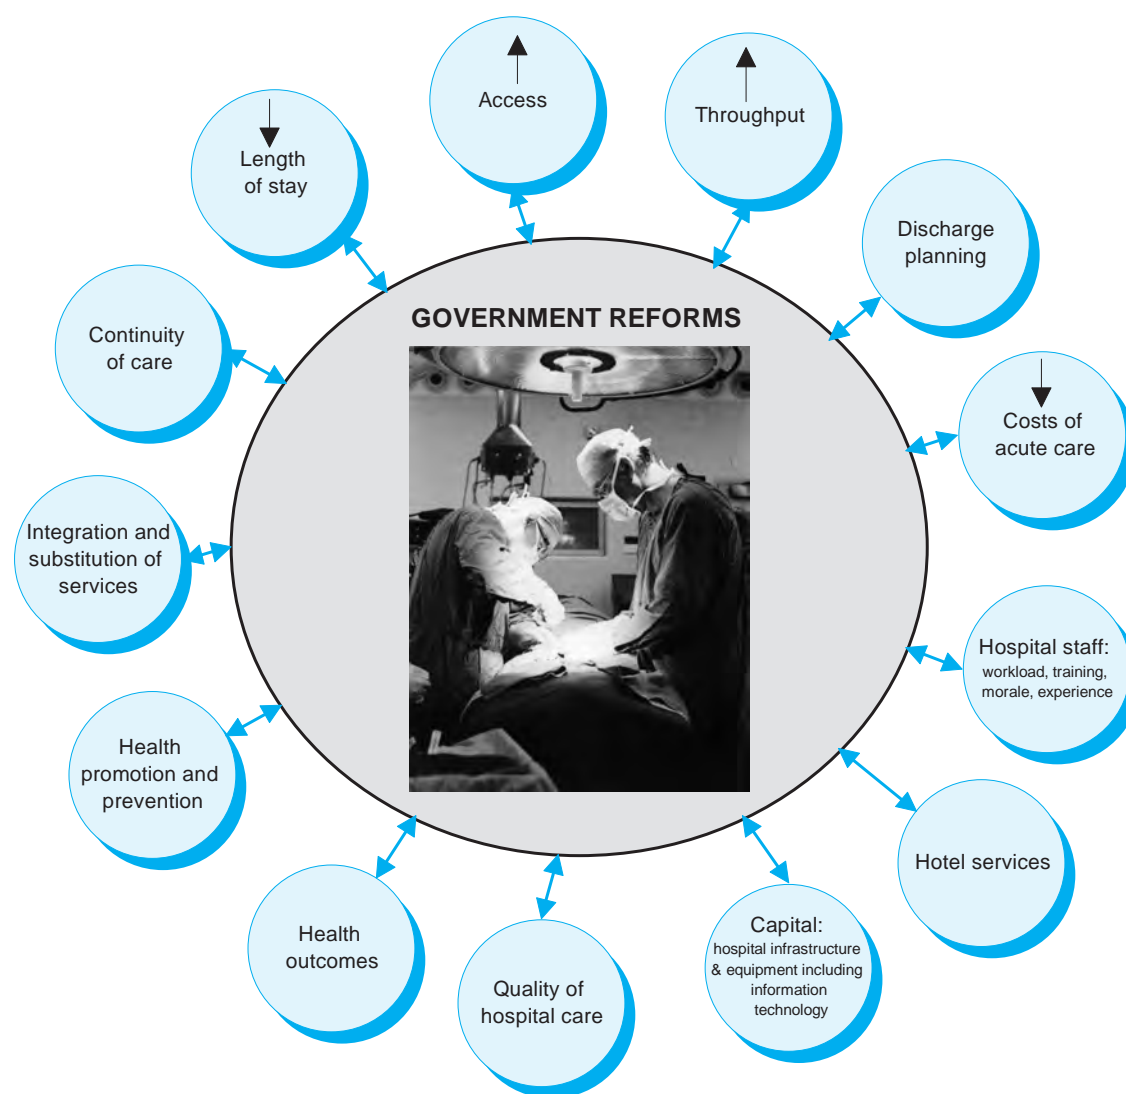 Access
Throughput
Length
of stay
Discharge
planning
GOVERNMENT REFORMS
Continuity
of care
Costs of
acute care
Integration and
substitution of
services
Hospital staff:
workload, training,
morale, experience
Health
promotion and
prevention
Hotel services
Capital:
hospital infrastructure
& equipment including
information
technology
Health
outcomes
Quality of
hospital care